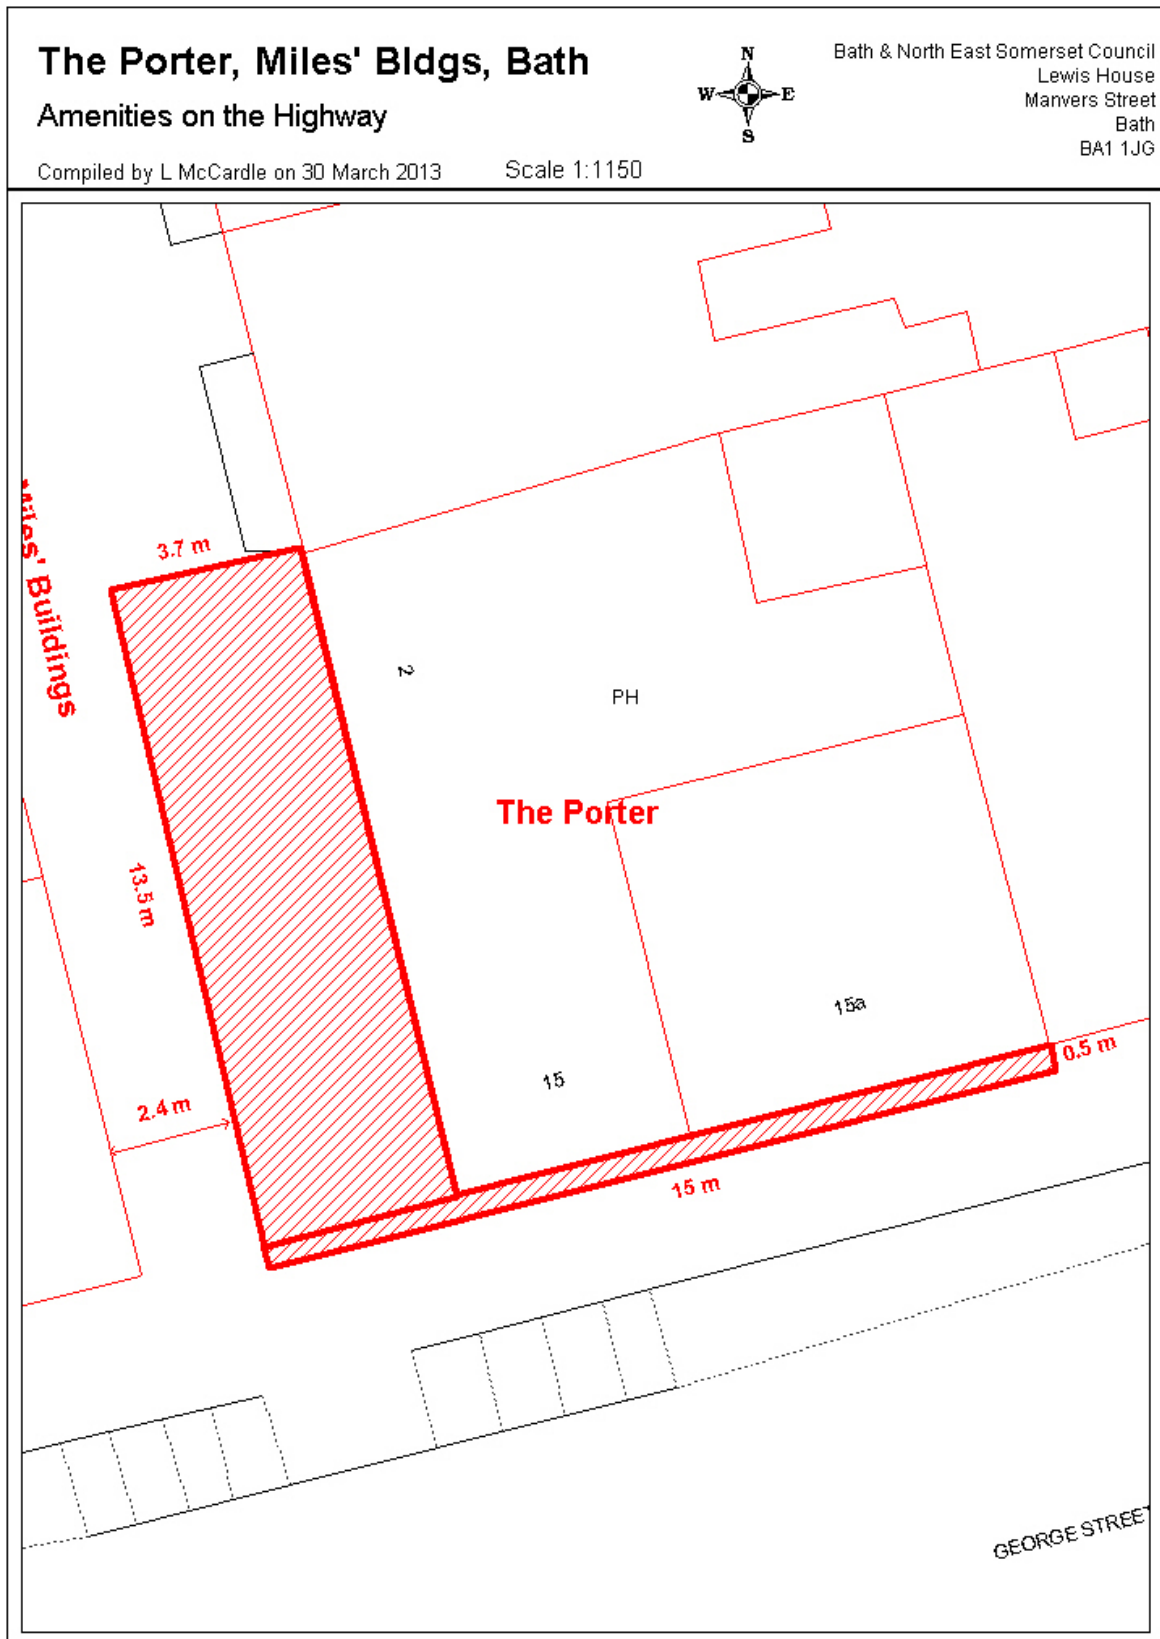 The Porter, Miles' Bldgs, Bath
Amenities on the Highway
Compiled by L McCardle on 30 March 2013
Scale 1:1150
N
W
E
S
Bath & North East Somerset Council
Lewis House
Manvers Street
Bath
BA1 1JG
3.7 m
Miles' Buildings
2
PH
The Porter
13.5 m
15a
0.5 m
15
2.4 m
15 m
GEORGE STREET